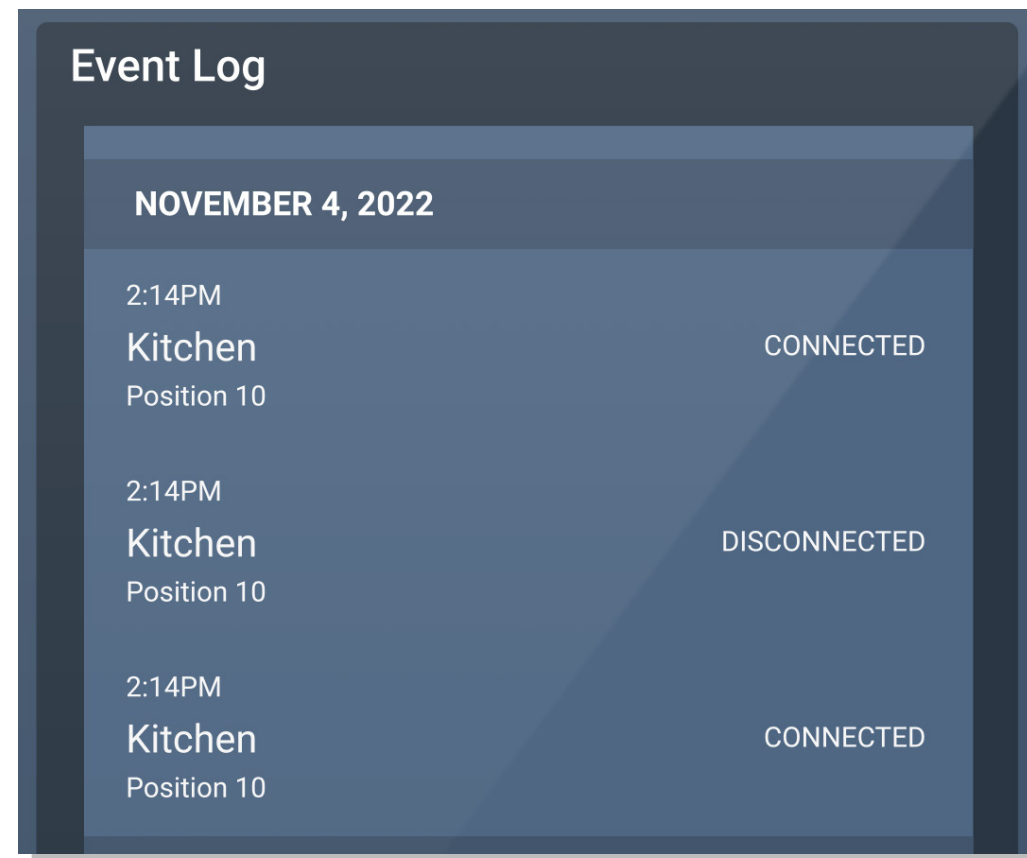 Event Log
NOVEMBER 4, 2022
2:14PM
Kitchen
CONNECTED
Position 10
2:14PM
Kitchen
DISCONNECTED
Position 10
2:14PM
Kitchen
CONNECTED
Position 10